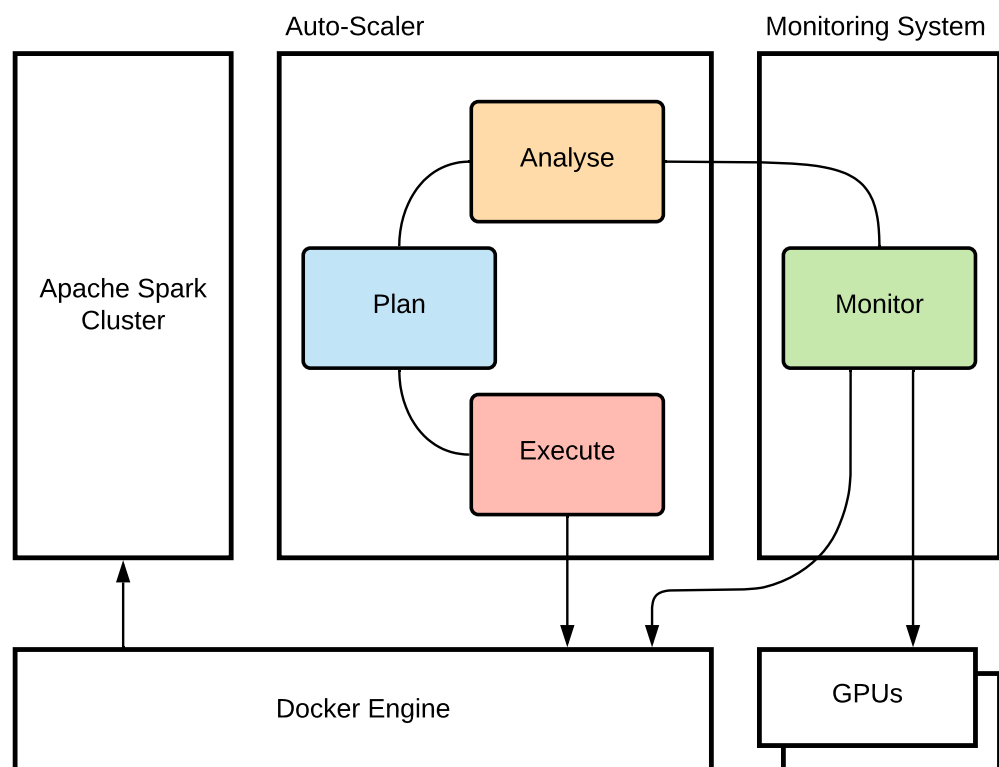 Auto-Scaler
Monitoring System
Analyse
Apache Spark
Cluster
Plan
Monitor
Execute
Docker Engine
GPUs